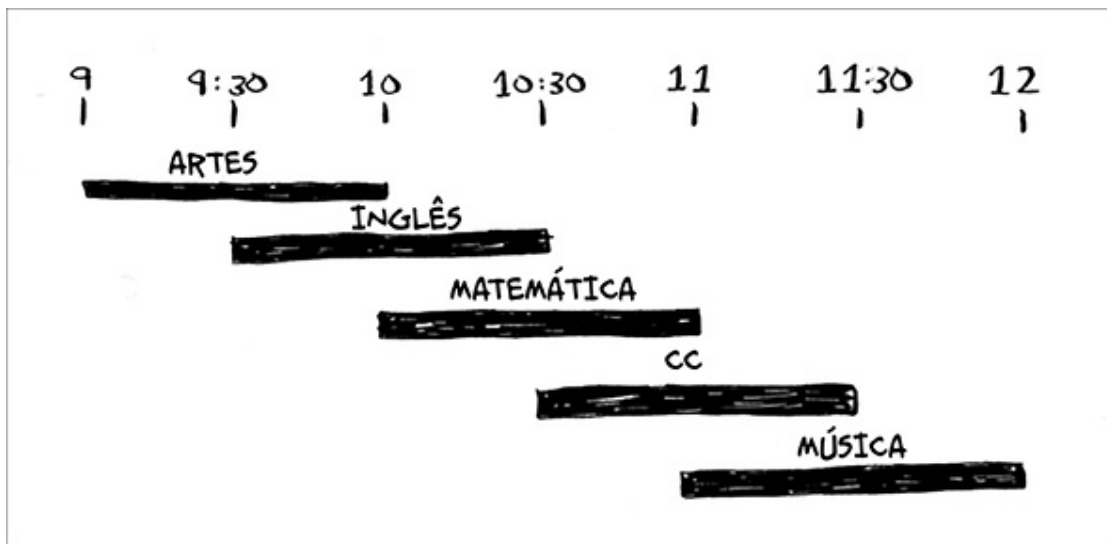 9 9:30 10 10:30 11 11:30 12
ARTES
INGLÊS
MATEMÁTICA
CC
MÚSICA